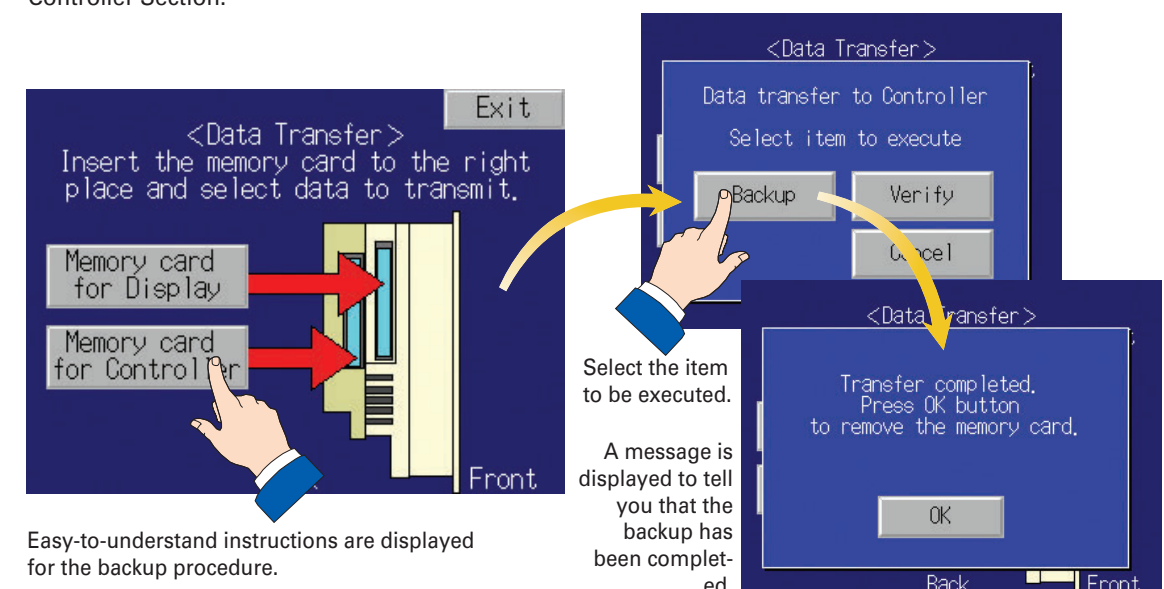 Controller Section.
Exit
<Data Transfer>
Insert the memory card to the right
place and select data to transmit.
Memory card
for Display
Memory card
for Controller
Front
Easy-to-understand instructions are displayed
for the backup procedure.
<Data Transfer>
Data transfer to Controller
Select item to execute
Backup
Verify
Cancel
Select the item
to be executed.
A message is
displayed to tell
you that the
backup has
been complet-
ed.
<Data Transfer>
Transfer completed.
Press OK button
to remove the memory card.
OK
Back
Front